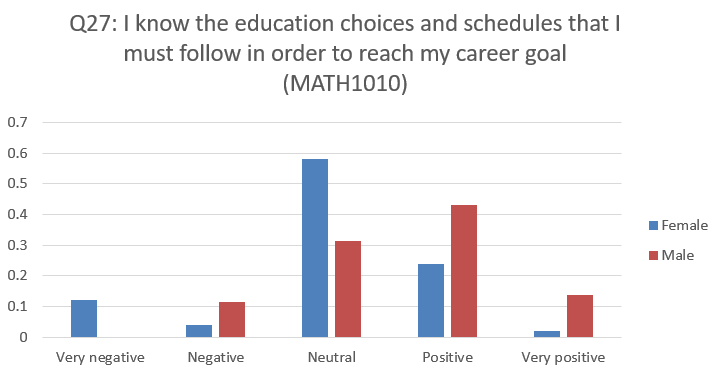 Q27: I know the education choices and schedules that I
must follow in order to reach my career goal
(MATH1010)
0.7
0.6
0.5
0.4
0.3
0.2
0.1
0
Very negative
Negative
Neutral
Positive
Very positive
Female
Male